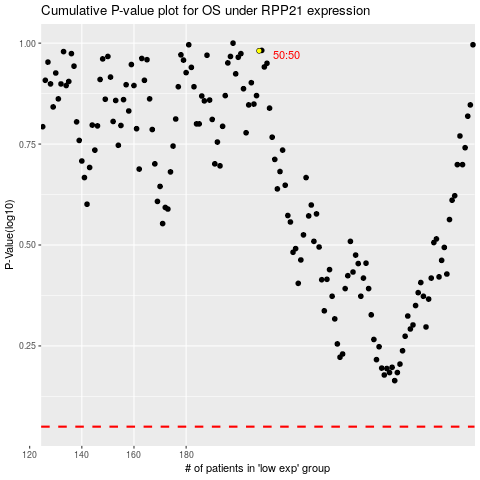 Cumulative P-value plot for OS under RPP21 expression
1.00
50:50
0.75
P-Value(log10)
0.50
0.25
120 140 160 180
# of patients in 'low exp' group